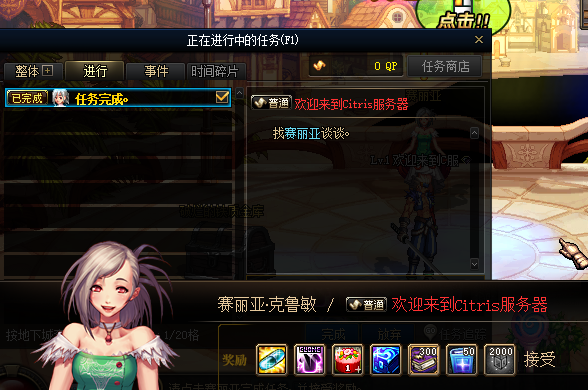 点击!!
正在进行中的任务(F1)
整体 进行 事件 时间碎片 0 QP 任务商店
已完成 任务完成。
普通 欢迎来到Citris服务器
找赛丽亚谈谈。
赛丽亚·克鲁敏 / 普通 欢迎来到Citris服务器
奖励 1 300 50 2000 接受